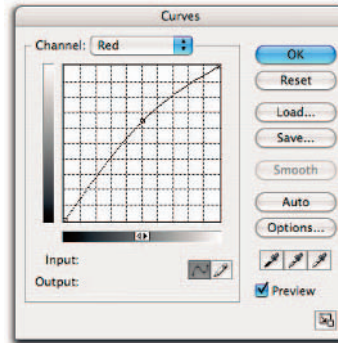 Curves
Channel: Red
OK
Reset
Load...
Save...
Smooth
Auto
Options...
Input:
Output:
Preview